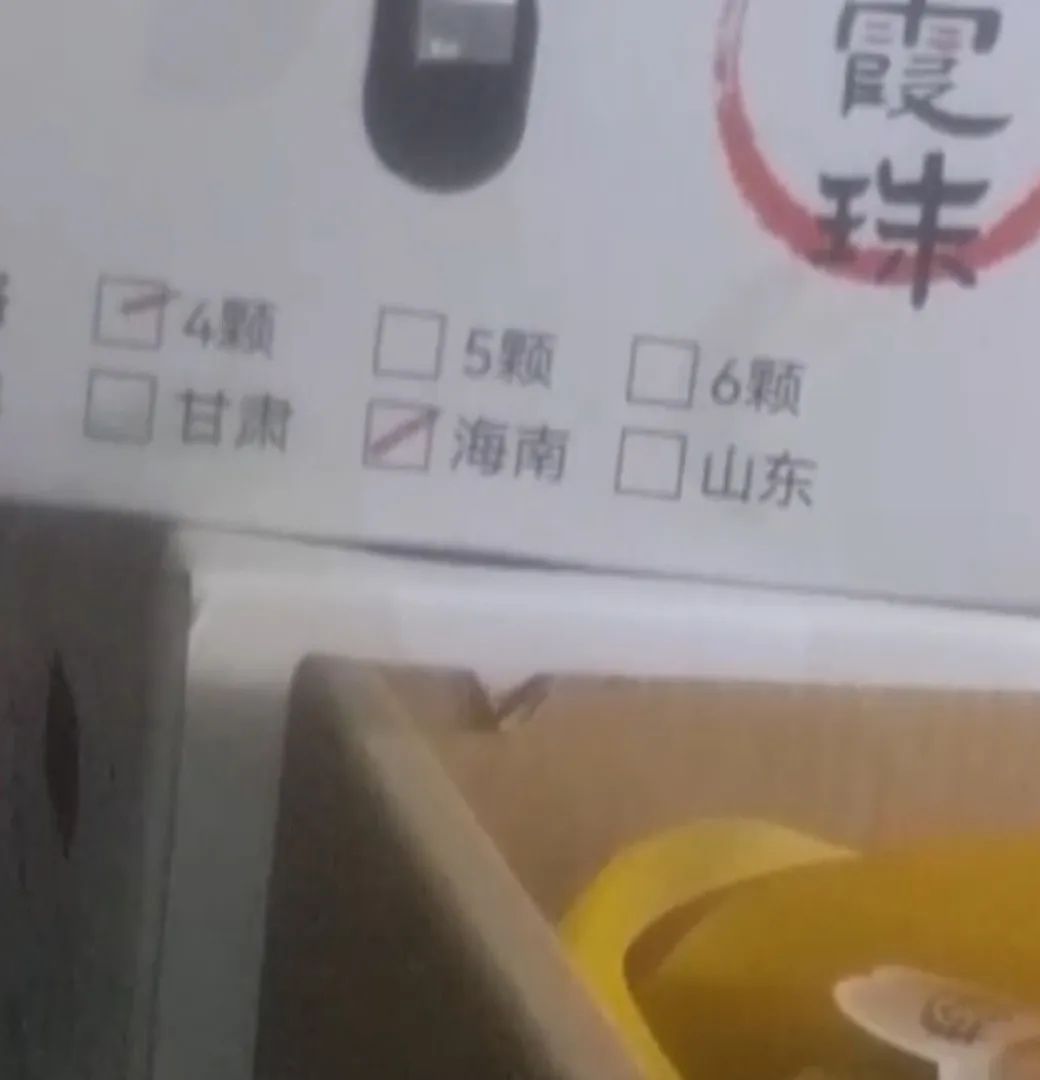 霞
珠
☑4颗 ☐5颗 ☐6颗
☐甘肃 ☑海南 ☐山东